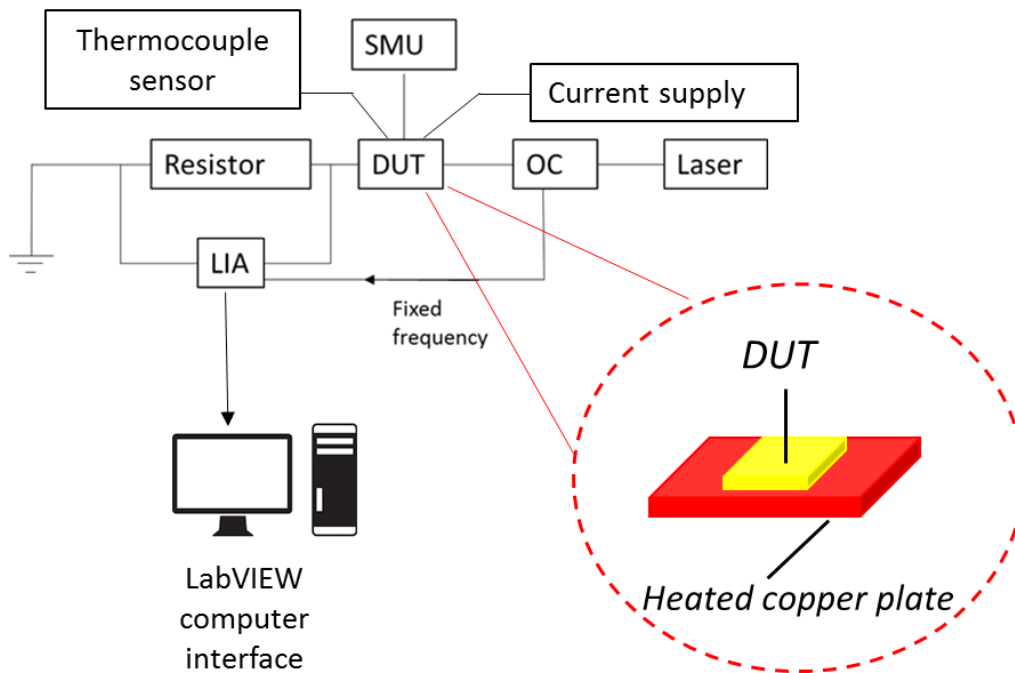 Thermocouple
sensor
SMU
Current supply
Resistor
DUT
OC
Laser
LIA
Fixed
frequency
DUT
Heated copper plate
LabVIEW
computer
interface